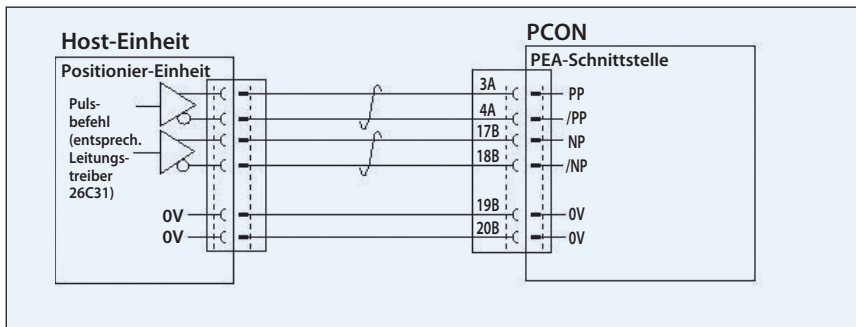 Host-Einheit
PCON
Positionier-Einheit
PEA-Schnittstelle
Puls-
befehl
(entsprech.
Leitungs-
treiber
26C31)
3A
PP
4A
/PP
17B
NP
18B
/NP
0V
19B
0V
0V
20B
0V